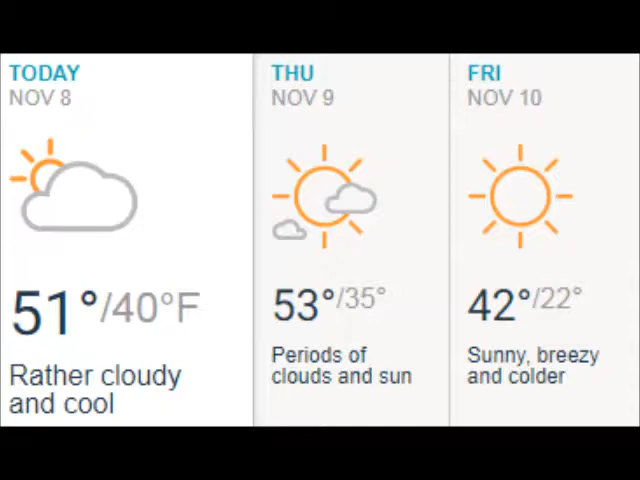 TODAY
NOV 8
51°/40°F
Rather cloudy
and cool
THU
NOV 9
53°/35°
Periods of
clouds and sun
FRI
NOV 10
42°/22°
Sunny, breezy
and colder